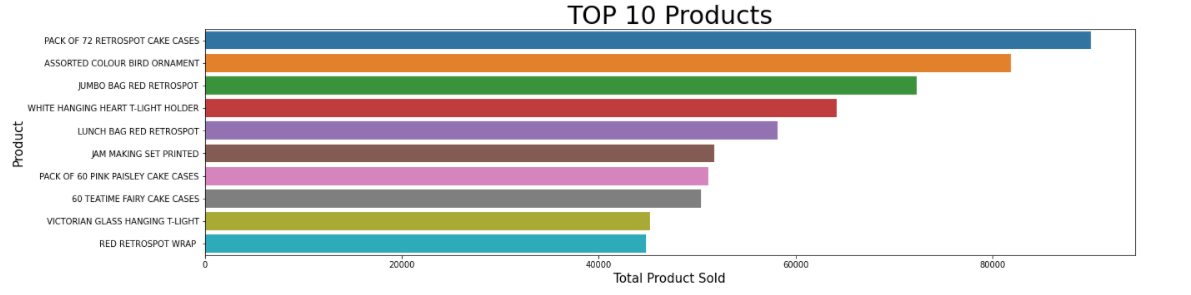 TOP 10 Products
Product
PACK OF 72 RETROSPOT CAKE CASES
ASSORTED COLOUR BIRD ORNAMENT
JUMBO BAG RED RETROSPOT
WHITE HANGING HEART T-LIGHT HOLDER
LUNCH BAG RED RETROSPOT
JAM MAKING SET PRINTED
PACK OF 60 PINK PAISLEY CAKE CASES
60 TEATIME FAIRY CAKE CASES
VICTORIAN GLASS HANGING T-LIGHT
RED RETROSPOT WRAP
0 20000 40000 60000 80000
Total Product Sold